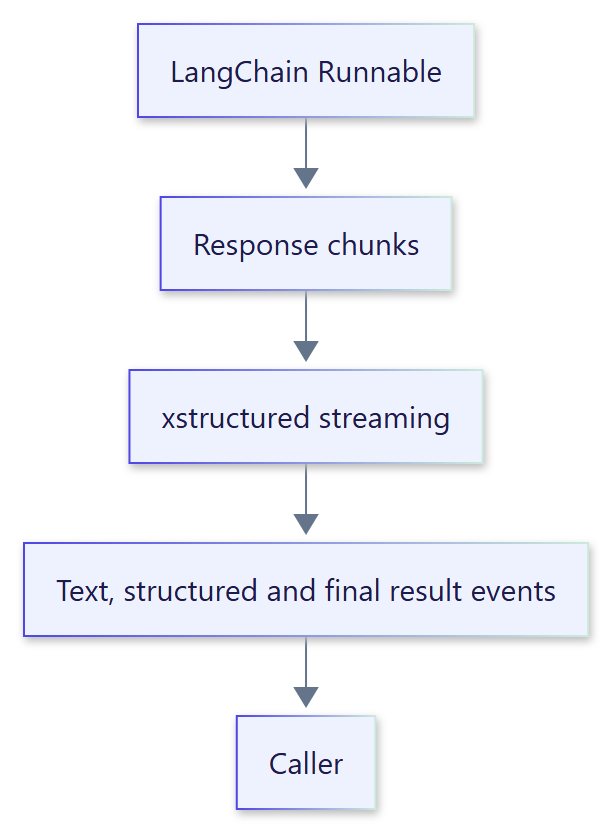 LangChain Runnable
Response chunks
xstructured streaming
Text, structured and final result events
Caller